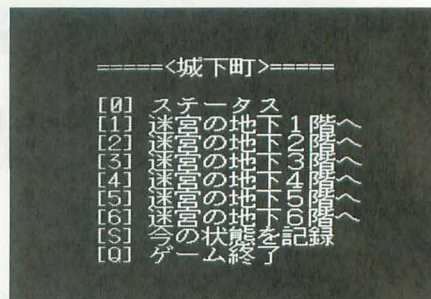 =====<城下町>=====
[0] ステータス
[1] 迷宮の地下1階へ
[2] 迷宮の地下2階へ
[3] 迷宮の地下3階へ
[4] 迷宮の地下4階へ
[5] 迷宮の地下5階へ
[6] 迷宮の地下6階へ
[S] 今の状態を記録
[Q] ゲーム終了